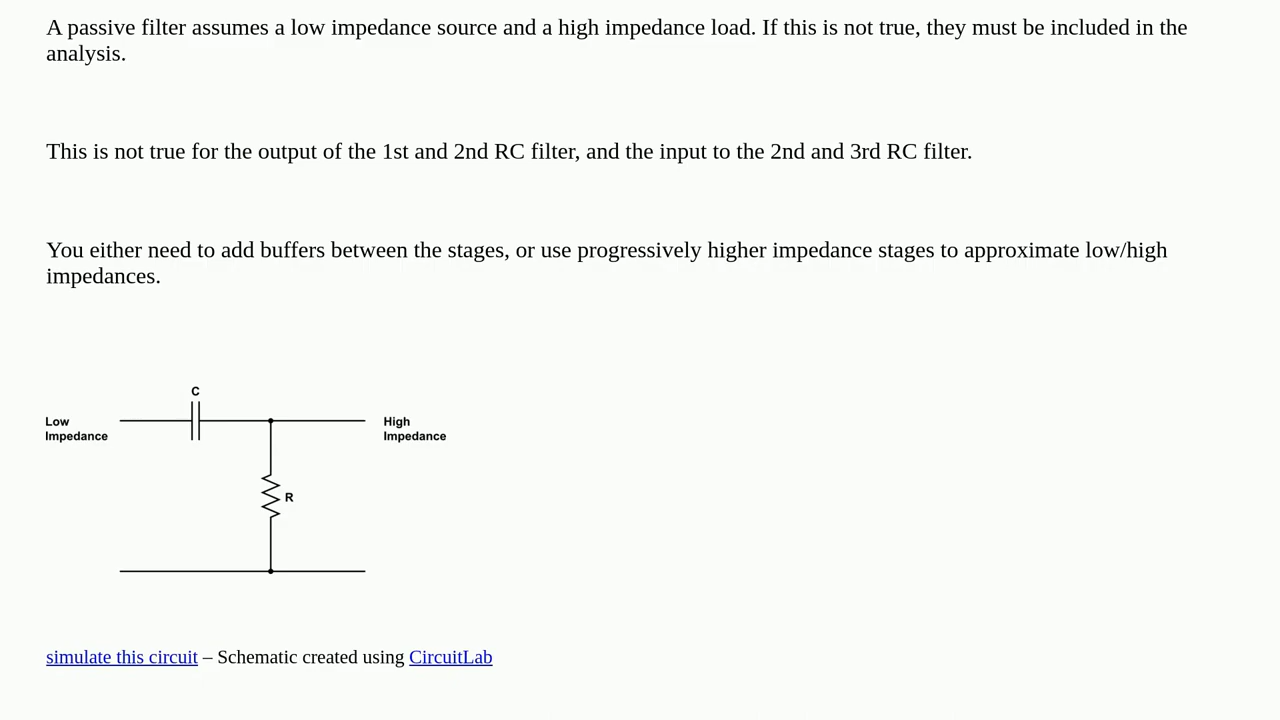 A passive filter assumes a low impedance source and a high impedance load. If this is not true, they must be included in the
analysis.
This is not true for the output of the 1st and 2nd RC filter, and the input to the 2nd and 3rd RC filter.
You either need to add buffers between the stages, or use progressively higher impedance stages to approximate low/high
impedances.
C
Low
Impedance
High
Impedance
R
simulate this circuit – Schematic created using CircuitLab